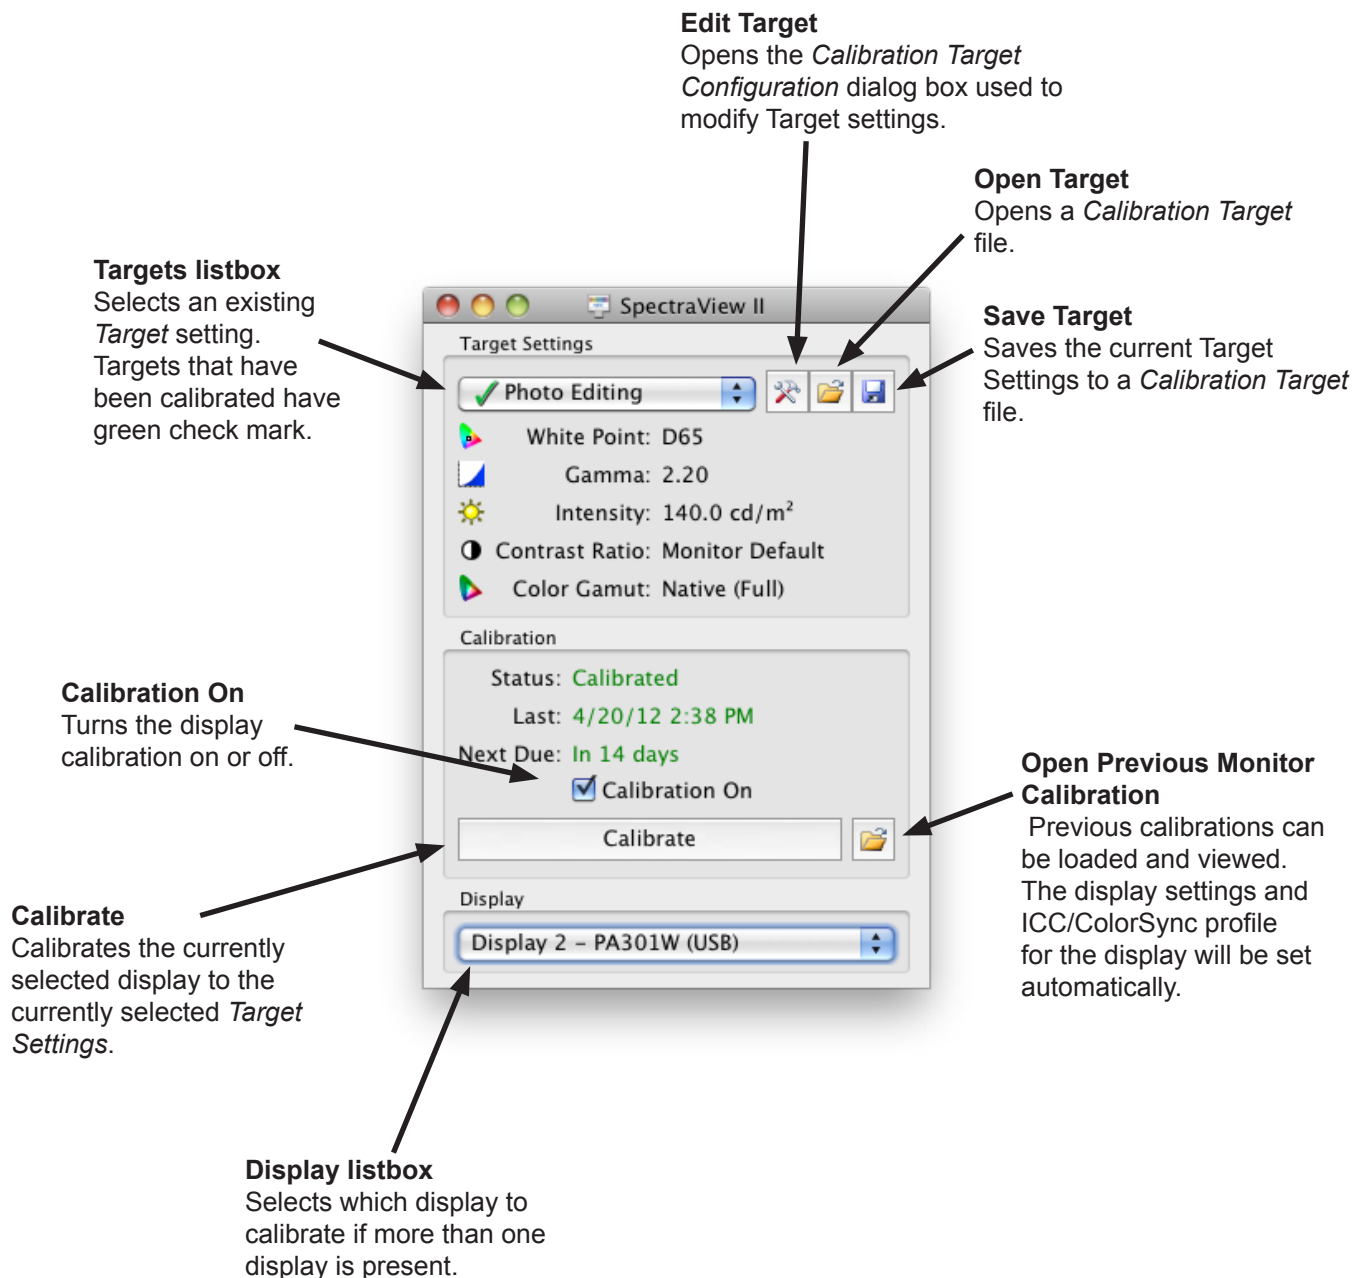 Edit Target
Opens the Calibration Target
Configuration dialog box used to
modify Target settings.
Open Target
Opens a Calibration Target
file.
Targets listbox
Selects an existing
Target setting.
Targets that have
been calibrated have
green check mark.
Save Target
Saves the current Target
Settings to a Calibration Target
file.
SpectraView II
Target Settings
Photo Editing
White Point: D65
Gamma: 2.20
Intensity: 140.0 cd/m²
Contrast Ratio: Monitor Default
Color Gamut: Native (Full)
Calibration
Status: Calibrated
Last: 4/20/12 2:38 PM
Next Due: In 14 days
Calibration On
Calibrate
Display
Display 2 – PA301W (USB)
Calibration On
Turns the display
calibration on or off.
Open Previous Monitor
Calibration
Previous calibrations can
be loaded and viewed.
The display settings and
ICC/ColorSync profile
for the display will be set
automatically.
Calibrate
Calibrates the currently
selected display to the
currently selected Target
Settings.
Display listbox
Selects which display to
calibrate if more than one
display is present.